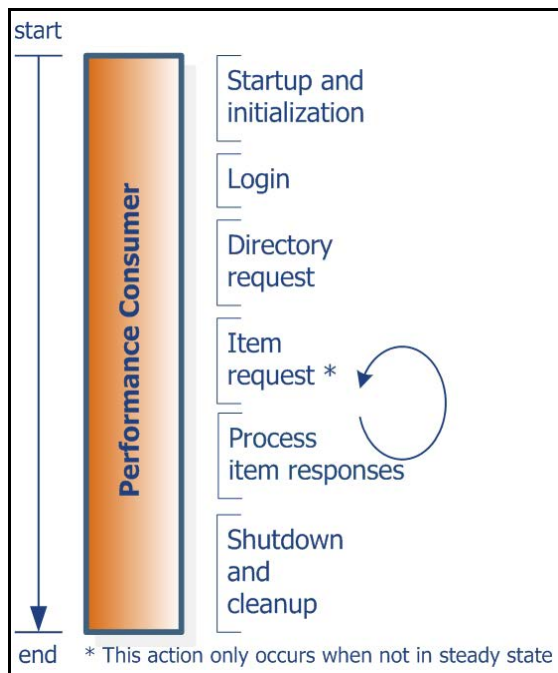 start
Performance Consumer
Startup and
initialization
Login
Directory
request
Item
request *
Process
item responses
Shutdown
and
cleanup
end
* This action only occurs when not in steady state